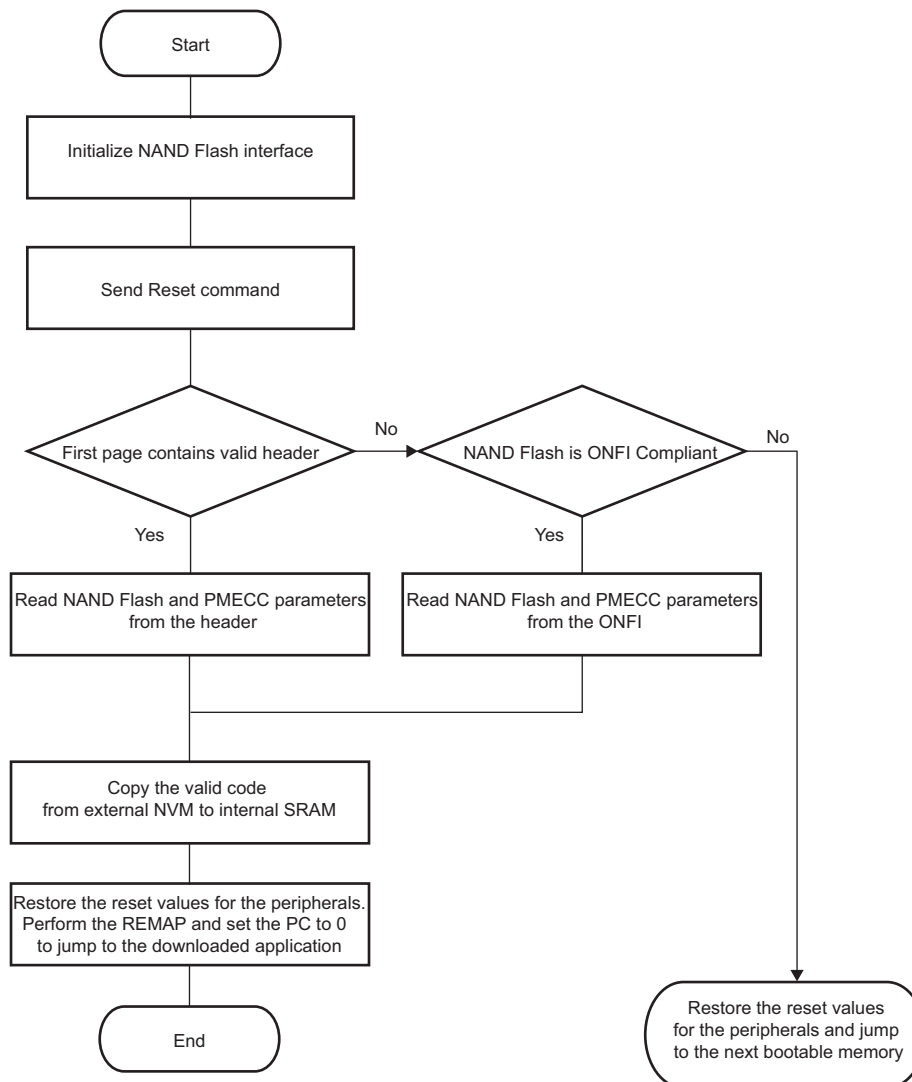 Start
Initialize NAND Flash interface
Send Reset command
First page contains valid header
No
NAND Flash is ONFI Compliant
No
Yes
Yes
Read NAND Flash and PMECC parameters
from the header
Read NAND Flash and PMECC parameters
from the ONFI
Copy the valid code
from external NVM to internal SRAM
Restore the reset values for the peripherals.
Perform the REMAP and set the PC to 0
to jump to the downloaded application
End
Restore the reset values
for the peripherals and jump
to the next bootable memory